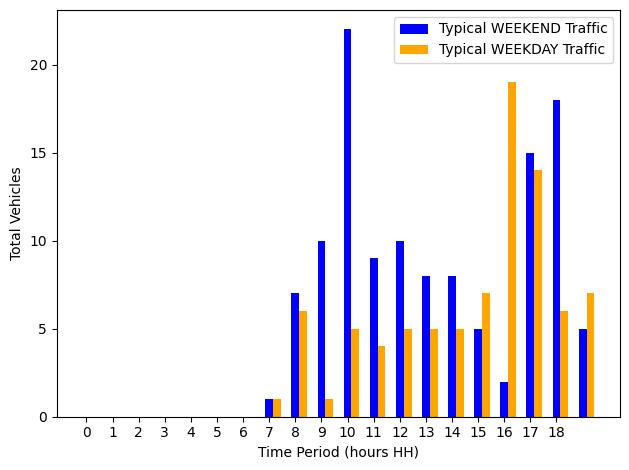 Typical WEEKEND Traffic
Typical WEEKDAY Traffic
Total Vehicles
20
15
10
5
0
0 1 2 3 4 5 6 7 8 9 10 11 12 13 14 15 16 17 18
Time Period (hours HH)